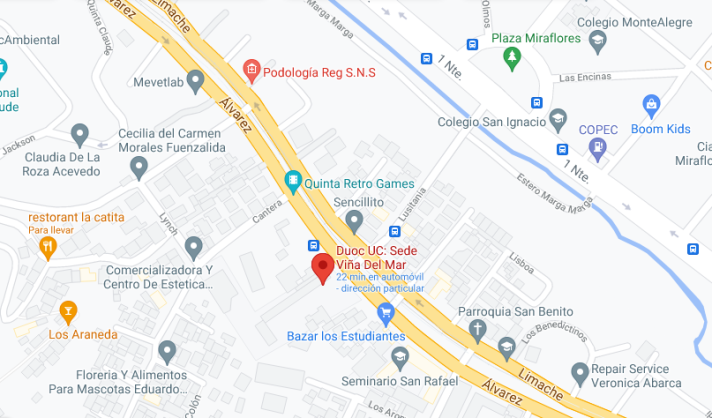 Álvarez
Limache
Quinta Claude
Marga Marga
Olmos
Colegio MonteAlegre
Plaza Miraflores
cAmbiental
1 Nte.
Podología Reg S.N.S
Mevetlab
Las Encinas
onal
ude
Álvarez
COPEC
Boom Kids
Colegio San Ignacio
Jackson
Cecilia del Carmen
Morales Fuenzalida
Claudia De La
Roza Acevedo
1 Nte.
Cia
Miraflo
Quinta Retro Games
Estero Marga Marga
Sencillito
Lusitania
restorant la catita
Para llevar
Lynch
Cantera
Duoc UC: Sede
Viña Del Mar
22 min en automóvil
- dirección particular
Lisboa
Comercializadora Y
Centro De Estetica...
Los Araneda
Bazar los Estudiantes
Parroquia San Benito
Los Benedictinos
Florería Y Alimentos
Para Mascotas Eduardo...
Seminario San Rafael
Limache
Repair Service
Veronica Abarca
Álvarez
Colón
Los Aro